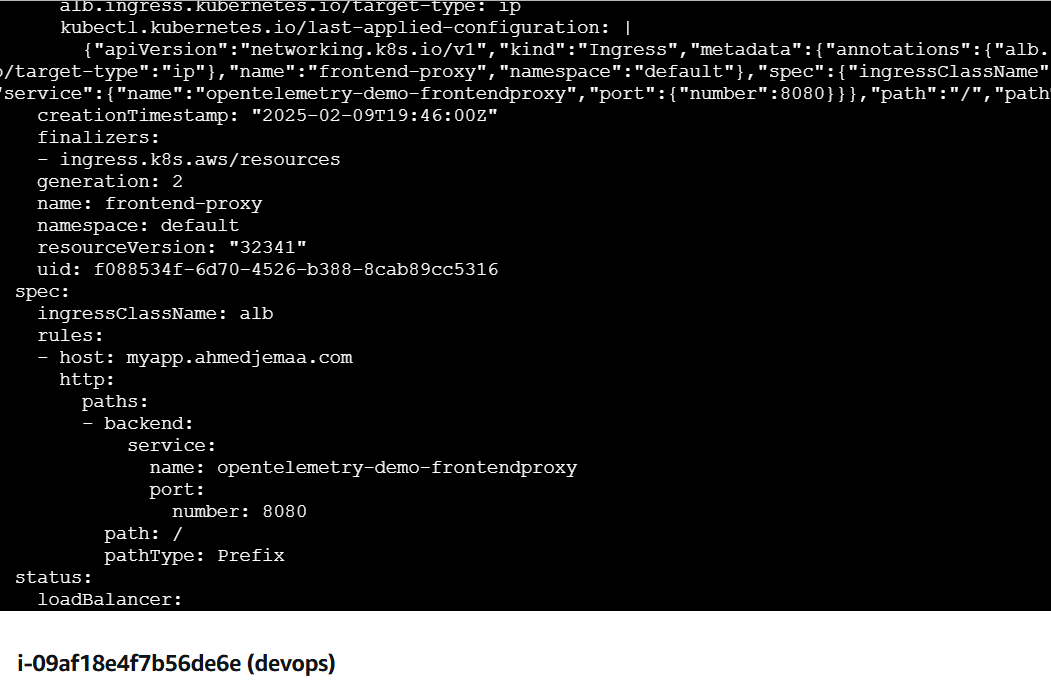 alb.ingress.kubernetes.io/target-type: ip
kubectl.kubernetes.io/last-applied-configuration: |
{"apiVersion":"networking.k8s.io/v1","kind":"Ingress","metadata":{"annotations":{"alb.
/target-type":"ip"},"name":"frontend-proxy","namespace":"default"},"spec":{"ingressClassName"
service":{"name":"opentelemetry-demo-frontendproxy","port":{"number":8080}}},"path":"/","path
creationTimestamp: "2025-02-09T19:46:00Z"
finalizers:
- ingress.k8s.aws/resources
generation: 2
name: frontend-proxy
namespace: default
resourceVersion: "32341"
uid: f088534f-6d70-4526-b388-8cab89cc5316
spec:
ingressClassName: alb
rules:
- host: myapp.ahmedjemaa.com
http:
paths:
- backend:
service:
name: opentelemetry-demo-frontendproxy
port:
number: 8080
path: /
pathType: Prefix
status:
loadBalancer:
i-09af18e4f7b56de6e (devops)